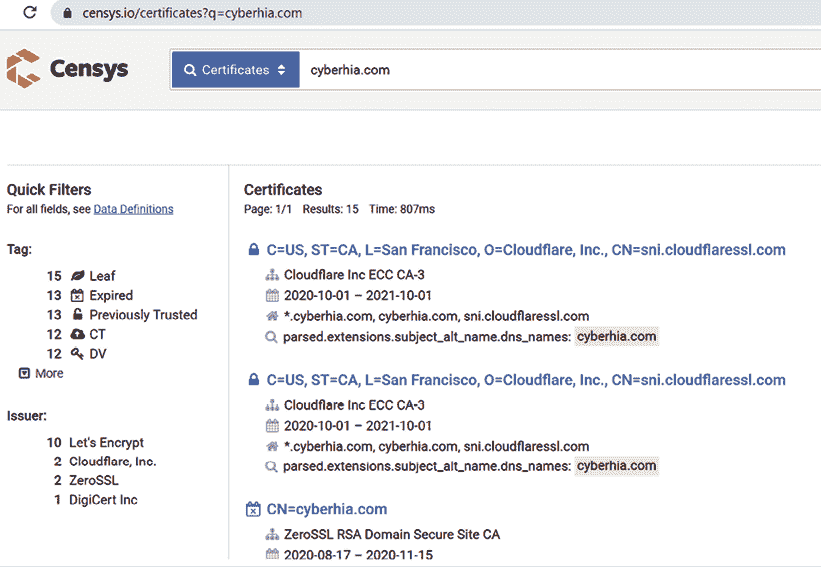 censys.io/certificates?q=cyberhia.com
Censys
Certificates
cyberhia.com
Quick Filters
For all fields, see Data Definitions
Tag:
15 Leaf
13 Expired
13 Previously Trusted
12 CT
12 DV
More
Issuer:
10 Let's Encrypt
2 Cloudflare, Inc.
2 ZeroSSL
1 DigiCert Inc
Certificates
Page: 1/1 Results: 15 Time: 807ms
C=US, ST=CA, L=San Francisco, O=Cloudflare, Inc., CN=sni.cloudflaressl.com
Cloudflare Inc ECC CA-3
2020-10-01 – 2021-10-01
*.cyberhia.com, cyberhia.com, sni.cloudflaressl.com
parsed.extensions.subject_alt_name.dns_names: cyberhia.com
C=US, ST=CA, L=San Francisco, O=Cloudflare, Inc., CN=sni.cloudflaressl.com
Cloudflare Inc ECC CA-3
2020-10-01 – 2021-10-01
*.cyberhia.com, cyberhia.com, sni.cloudflaressl.com
parsed.extensions.subject_alt_name.dns_names: cyberhia.com
CN=cyberhia.com
ZeroSSL RSA Domain Secure Site CA
2020-08-17 – 2020-11-15